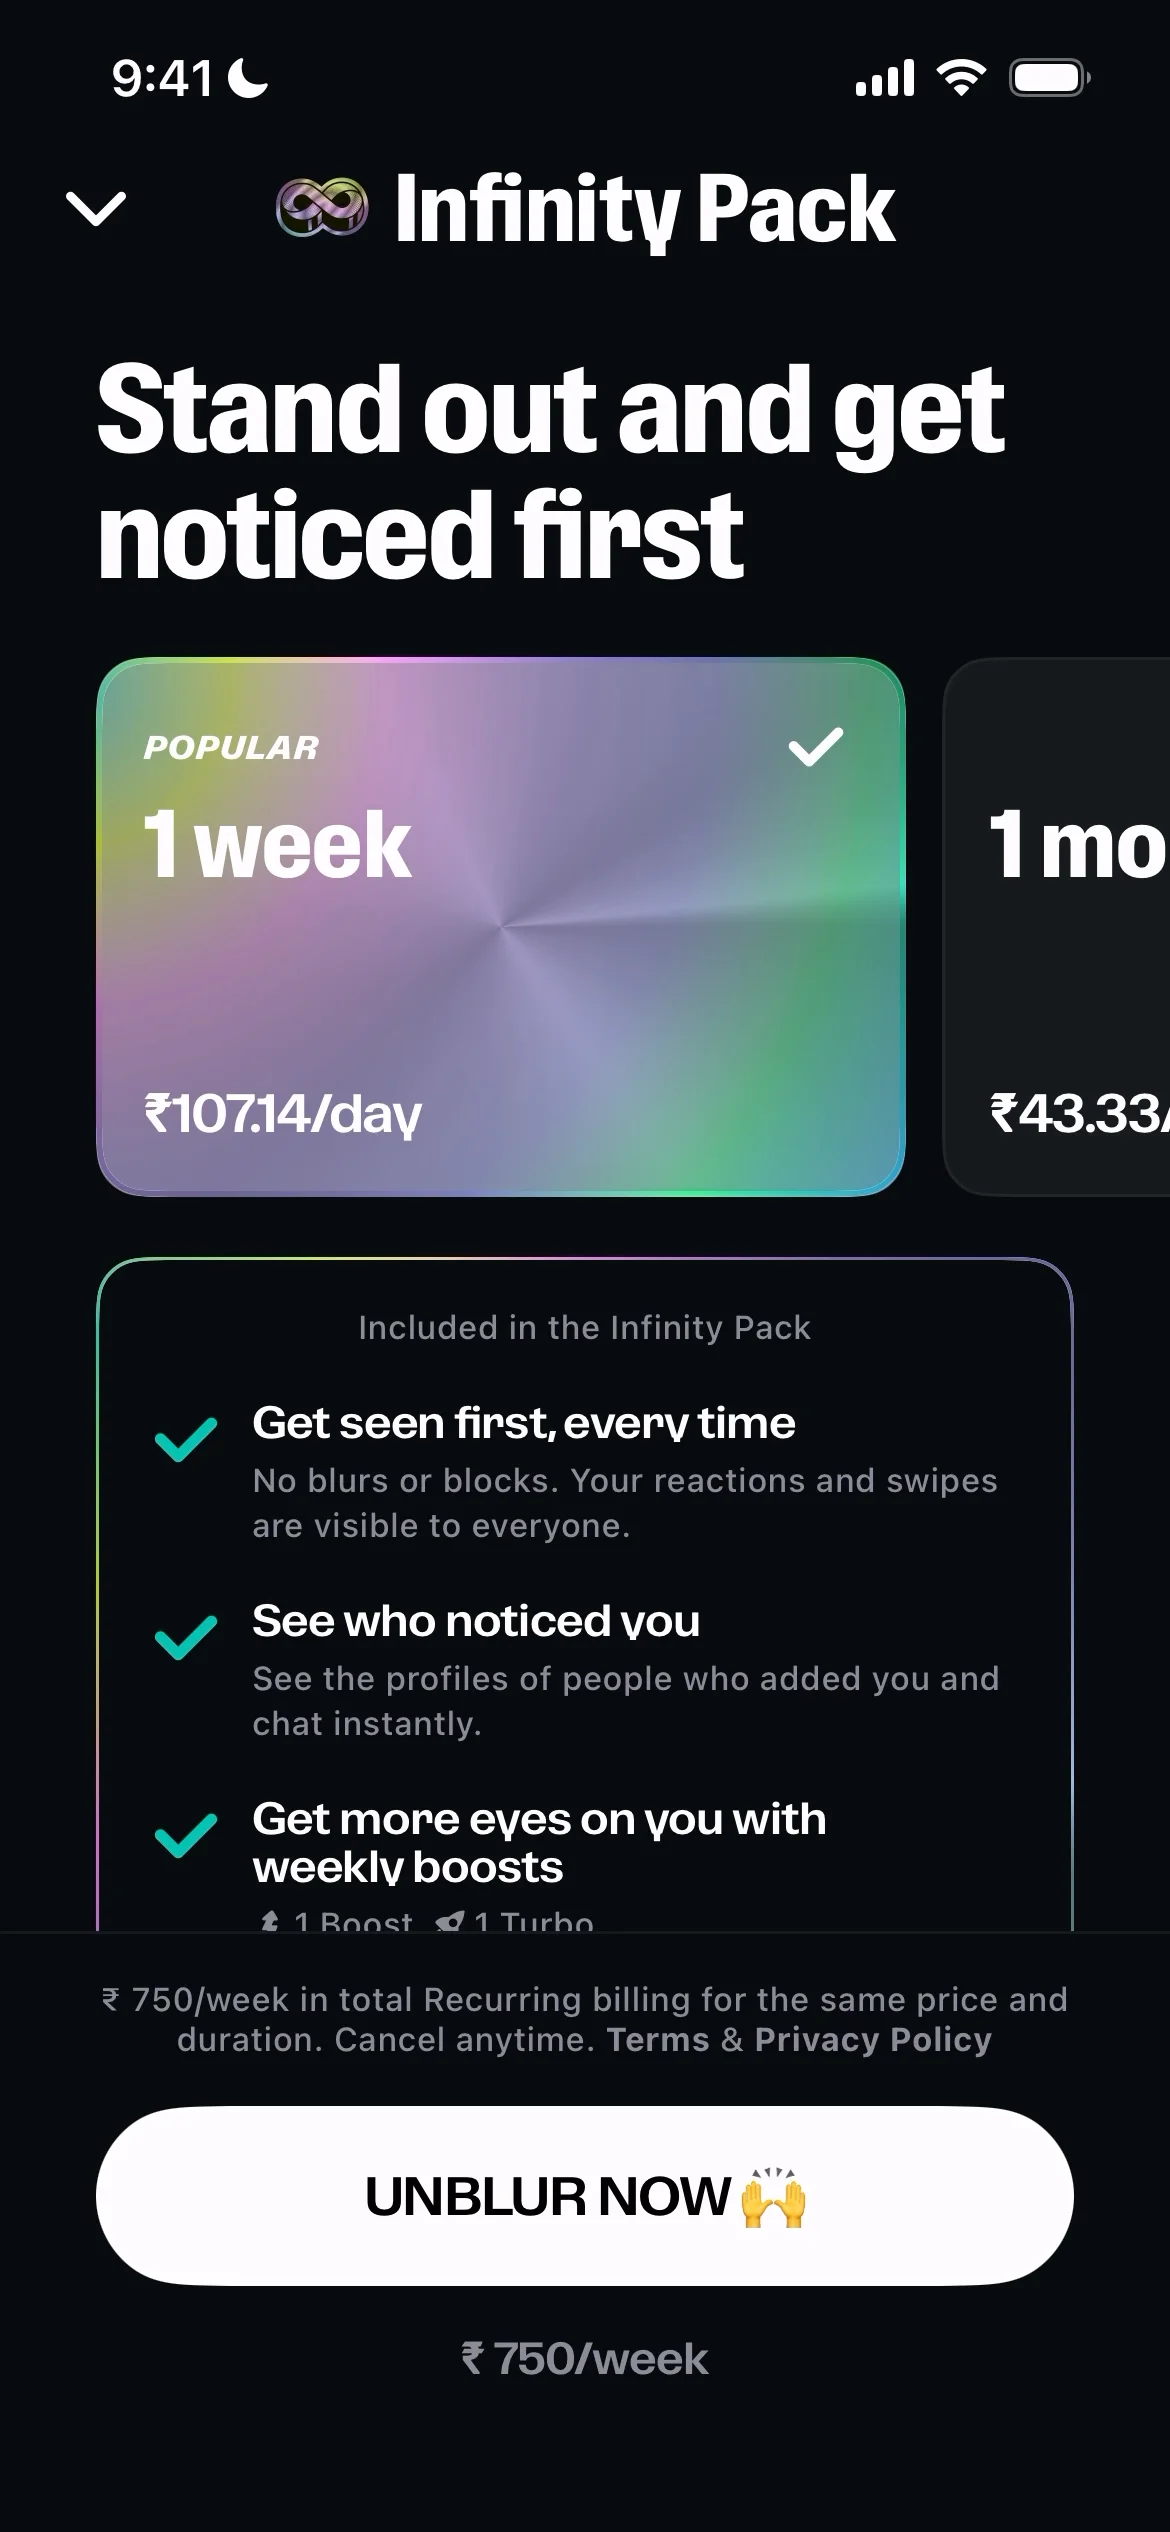 9:41
Infinity Pack
Stand out and get
noticed first
POPULAR
1 week
₹107.14/day
1 mo
₹43.33/
Included in the Infinity Pack
Get seen first, every time
No blurs or blocks. Your reactions and swipes
are visible to everyone.
See who noticed you
See the profiles of people who added you and
chat instantly.
Get more eyes on you with
weekly boosts
1 Boost 1 Turbo
₹ 750/week in total Recurring billing for the same price and
duration. Cancel anytime. Terms & Privacy Policy
UNBLUR NOW 🙌
₹ 750/week